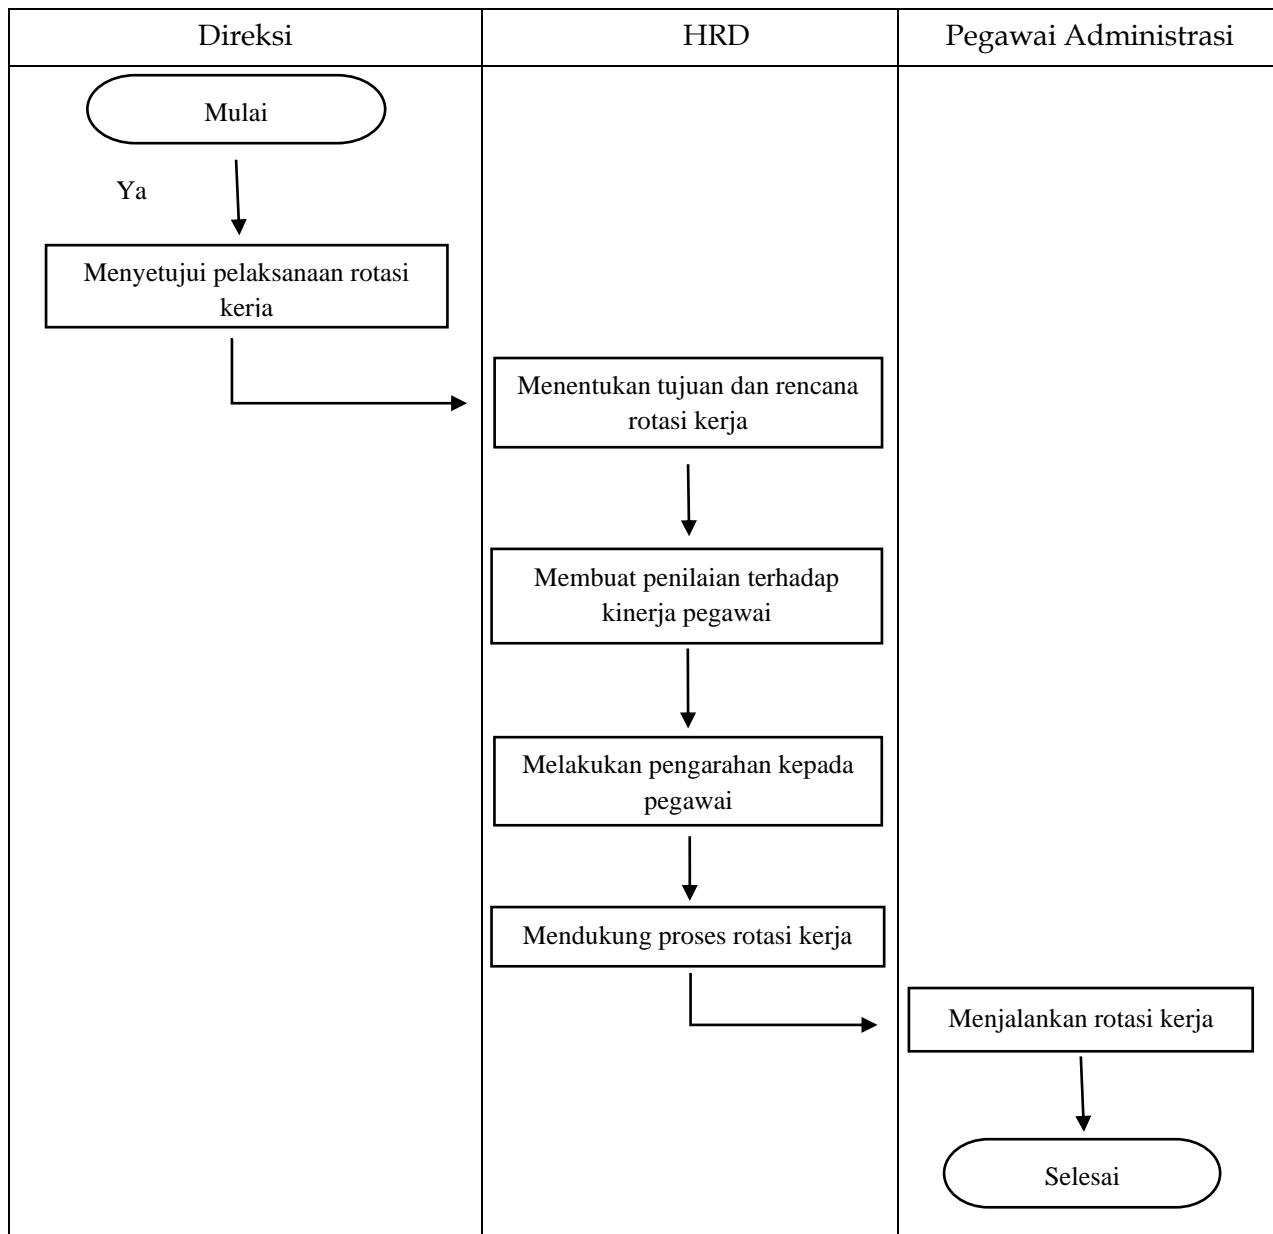 Direksi
HRD
Pegawai Administrasi
Mulai
Ya
Menyetujui pelaksanaan rotasi
kerja
Menentukan tujuan dan rencana
rotasi kerja
Membuat penilaian terhadap
kinerja pegawai
Melakukan pengarahan kepada
pegawai
Mendukung proses rotasi kerja
Menjalankan rotasi kerja
Selesai